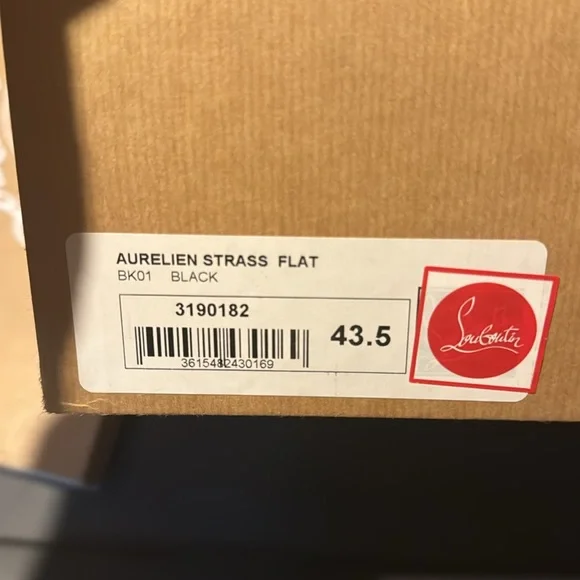 AURELIEN STRASS FLAT
BK01 BLACK
3190182
43.5
3615482430169
Louboutin